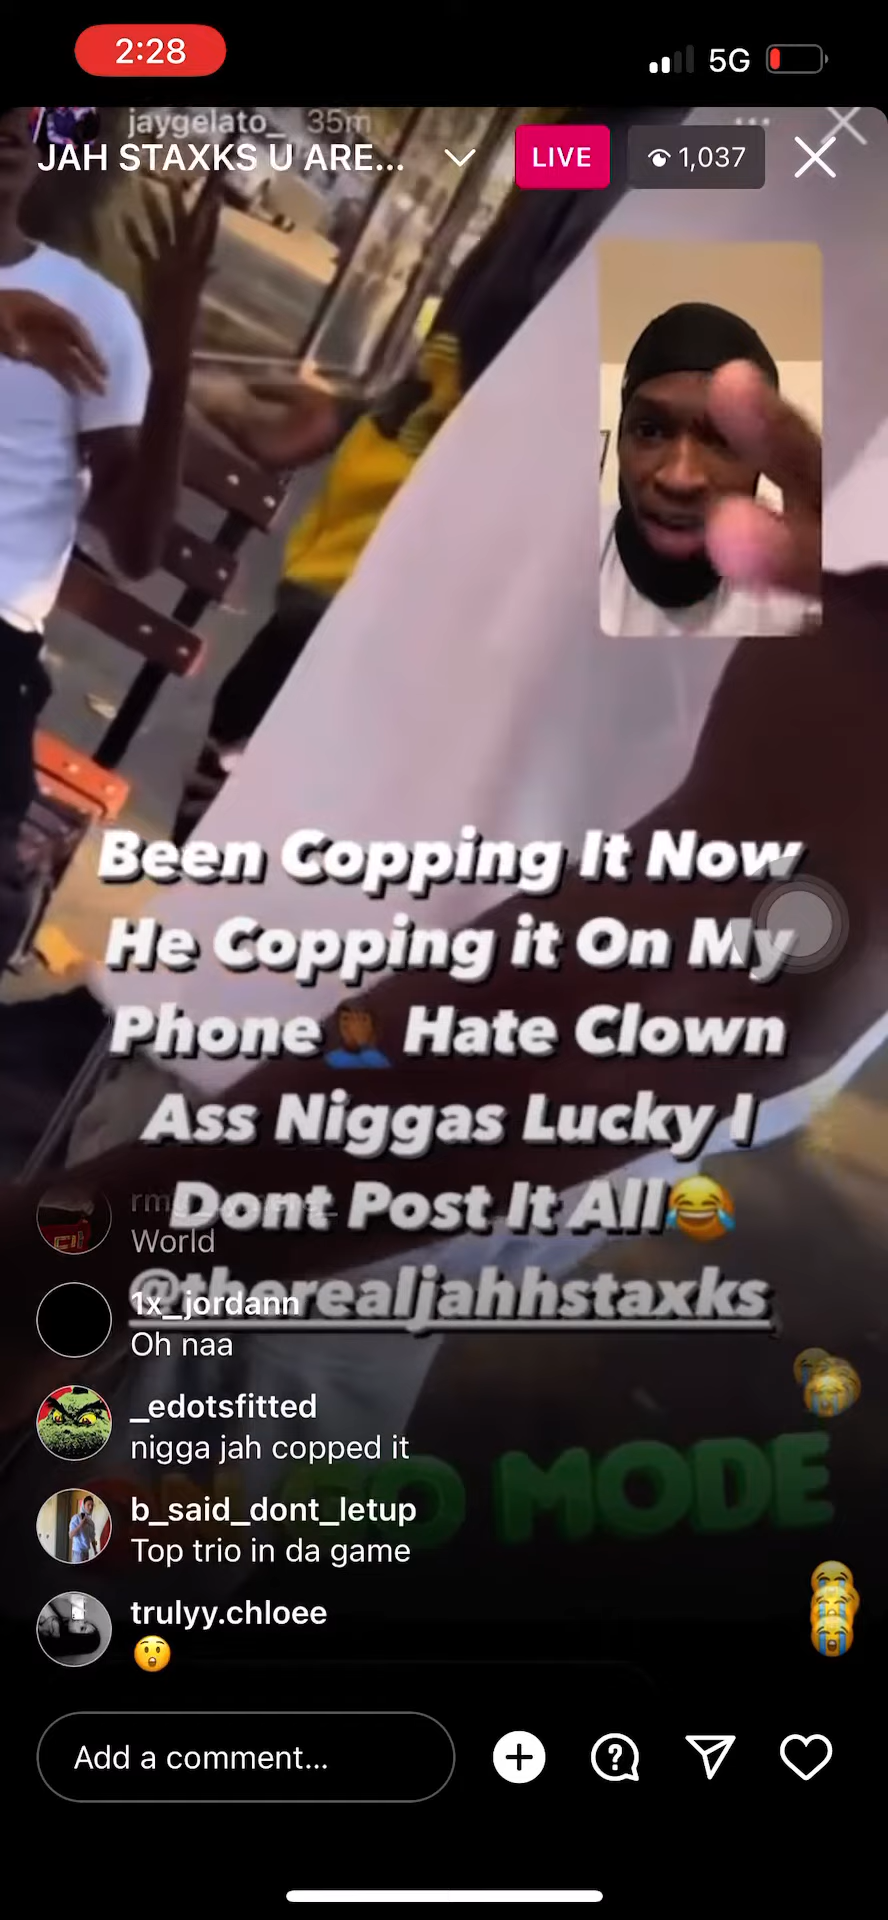 2:28
5G
jaygelato_ 35m
JAH STAXKS U ARE...
LIVE
1,037
Been Copping It Now
He Copping it On My
Phone🤦🏾‍♂️ Hate Clown
Ass Niggas Lucky I
Dont Post It All😂
@therealjahhstaxks
World
1x_jordann
Oh naa
_edotsfitted
nigga jah copped it
MODE
b_said_dont_letup
Top trio in da game
trulyy.chloee
😲
Add a comment...